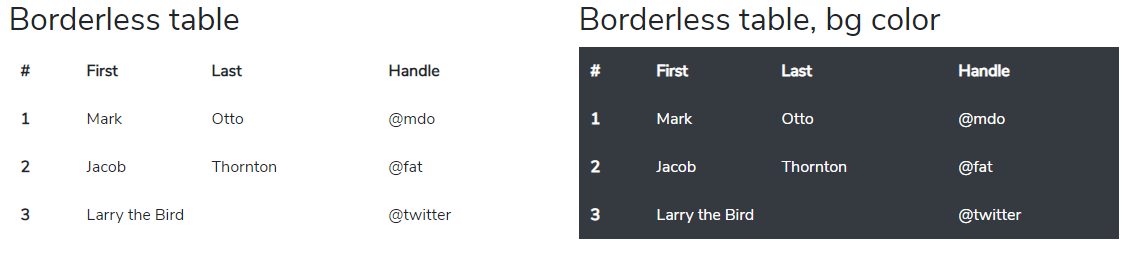 Borderless table
# First Last Handle
1 Mark Otto @mdo
2 Jacob Thornton @fat
3 Larry the Bird @twitter
Borderless table, bg color
# First Last Handle
1 Mark Otto @mdo
2 Jacob Thornton @fat
3 Larry the Bird @twitter